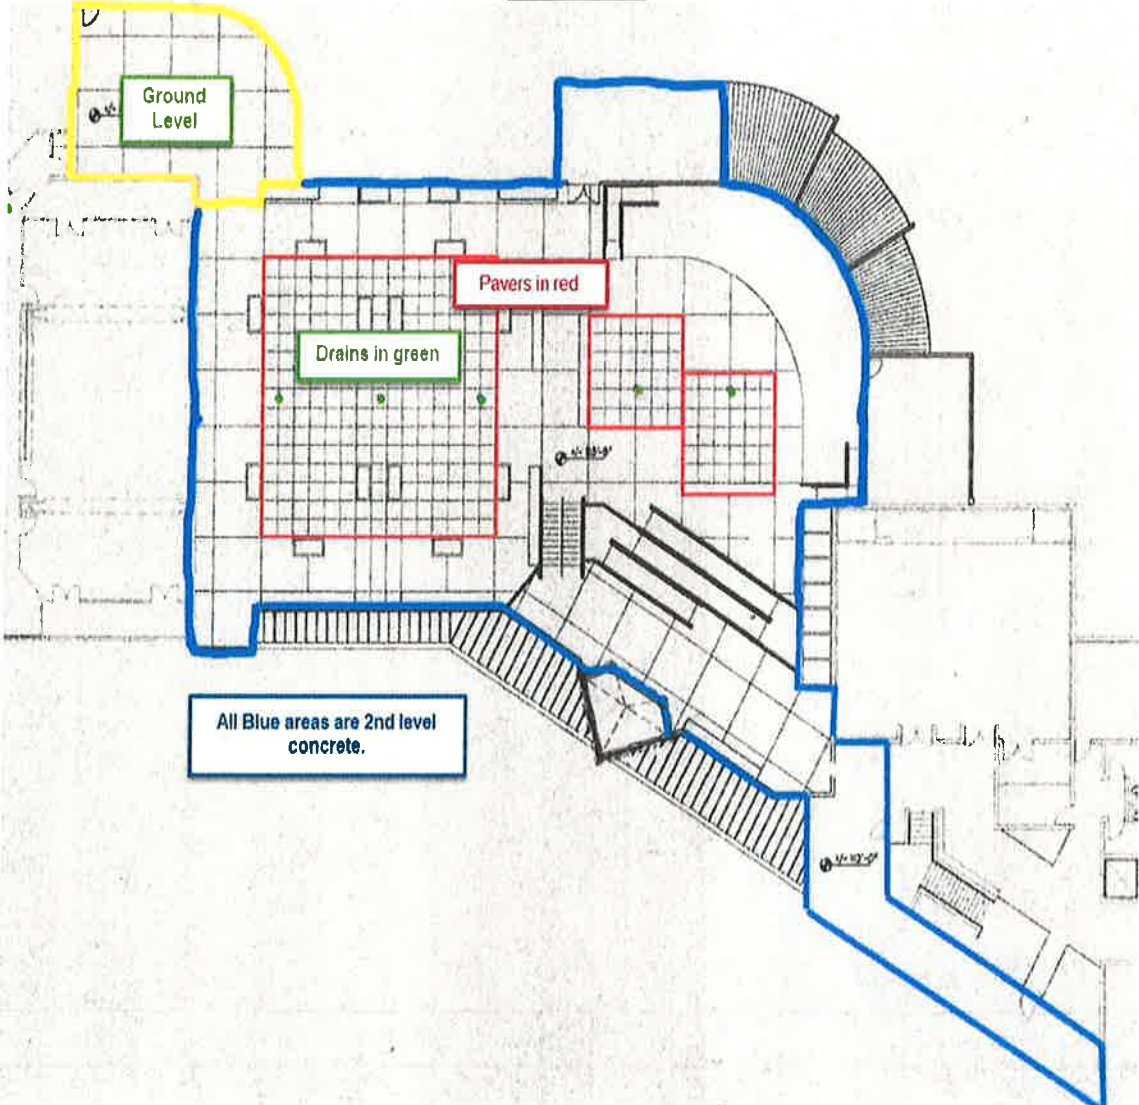 Ground
Level
Pavers in red
Drains in green
All Blue areas are 2nd level
concrete.